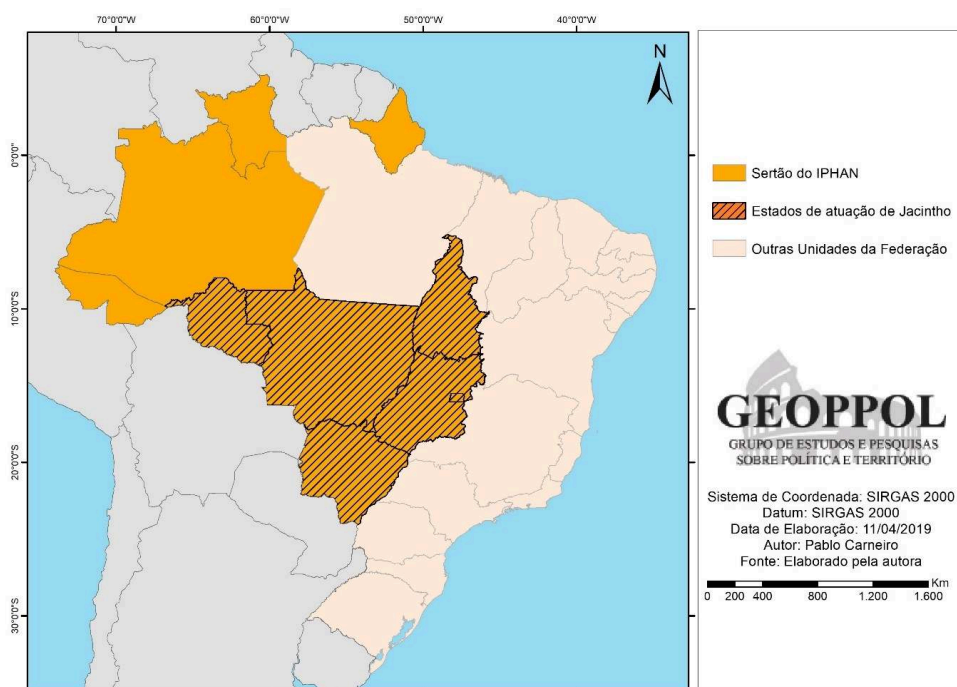 70°0'0"W
60°0'0"W
50°0'0"W
40°0'0"W
0°0'0"
10°0'0"S
20°0'0"S
30°0'0"S
N
Sertão do IPHAN
Estados de atuação de Jacintho
Outras Unidades da Federação
GEOPPOL
GRUPO DE ESTUDOS E PESQUISAS
SOBRE POLÍTICA E TERRITÓRIO
Sistema de Coordenada: SIRGAS 2000
Datum: SIRGAS 2000
Data de Elaboração: 11/04/2019
Autor: Pablo Carneiro
Fonte: Elaborado pela autora
Km
0 200 400 800 1.200 1.600